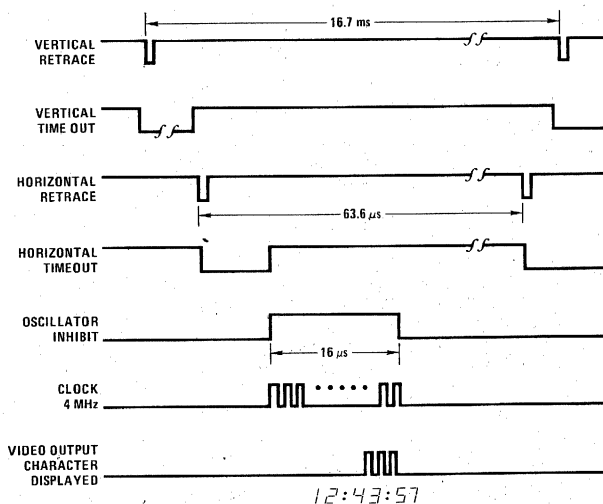 16.7 ms
VERTICAL
RETRACE
VERTICAL
TIME OUT
HORIZONTAL
RETRACE
63.6 µs
HORIZONTAL
TIMEOUT
OSCILLATOR
INHIBIT
16 µs
CLOCK
4 MHz
VIDEO OUTPUT
CHARACTER
DISPLAYED
12:43:57